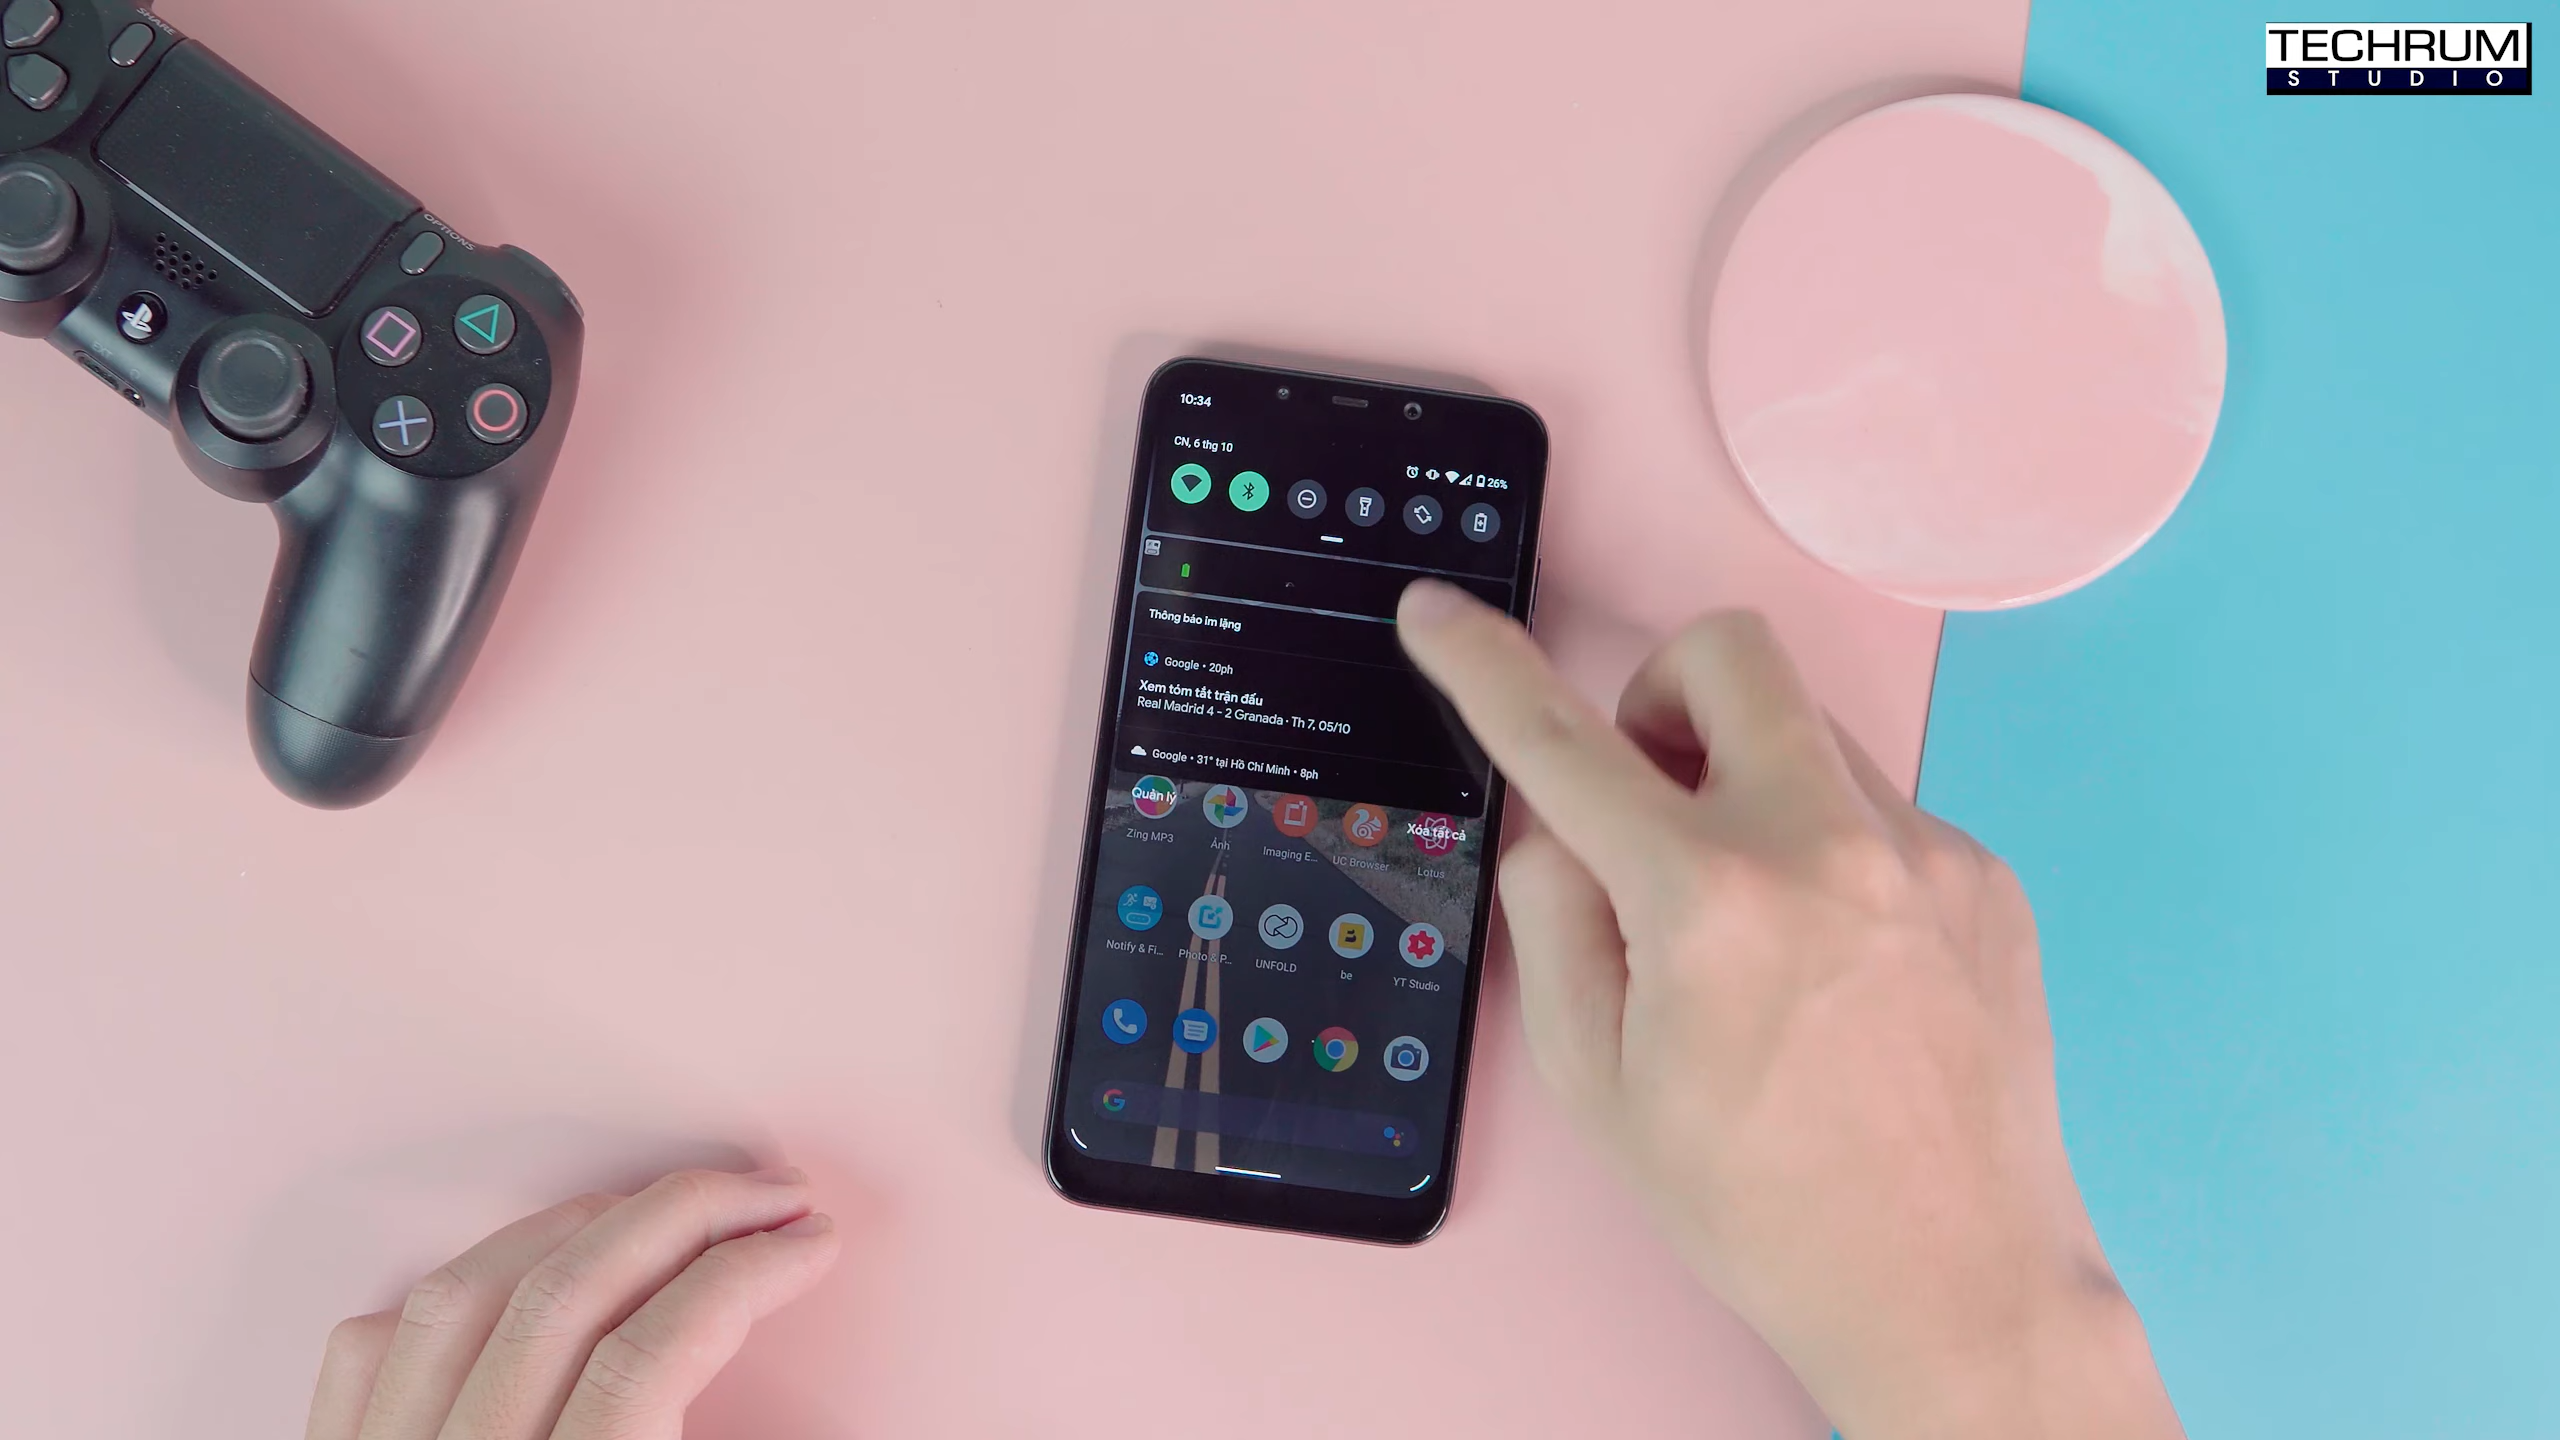 TECHRUM
STUDIO
SHARE
OPTIONS
EXT
10:34
CN, 6 thg 10
26%
Thông báo im lặng
Google • 20ph
Xem tóm tắt trận đấu
Real Madrid 4 – 2 Granada • Th 7, 05/10
Google • 31° tại Hồ Chí Minh • 8ph
Quản lý
Xóa tất cả
Zing MP3
Ảnh
Imaging E...
UC Browser
Lotus
Notify & Fi...
Photo & P...
UNFOLD
be
YT Studio